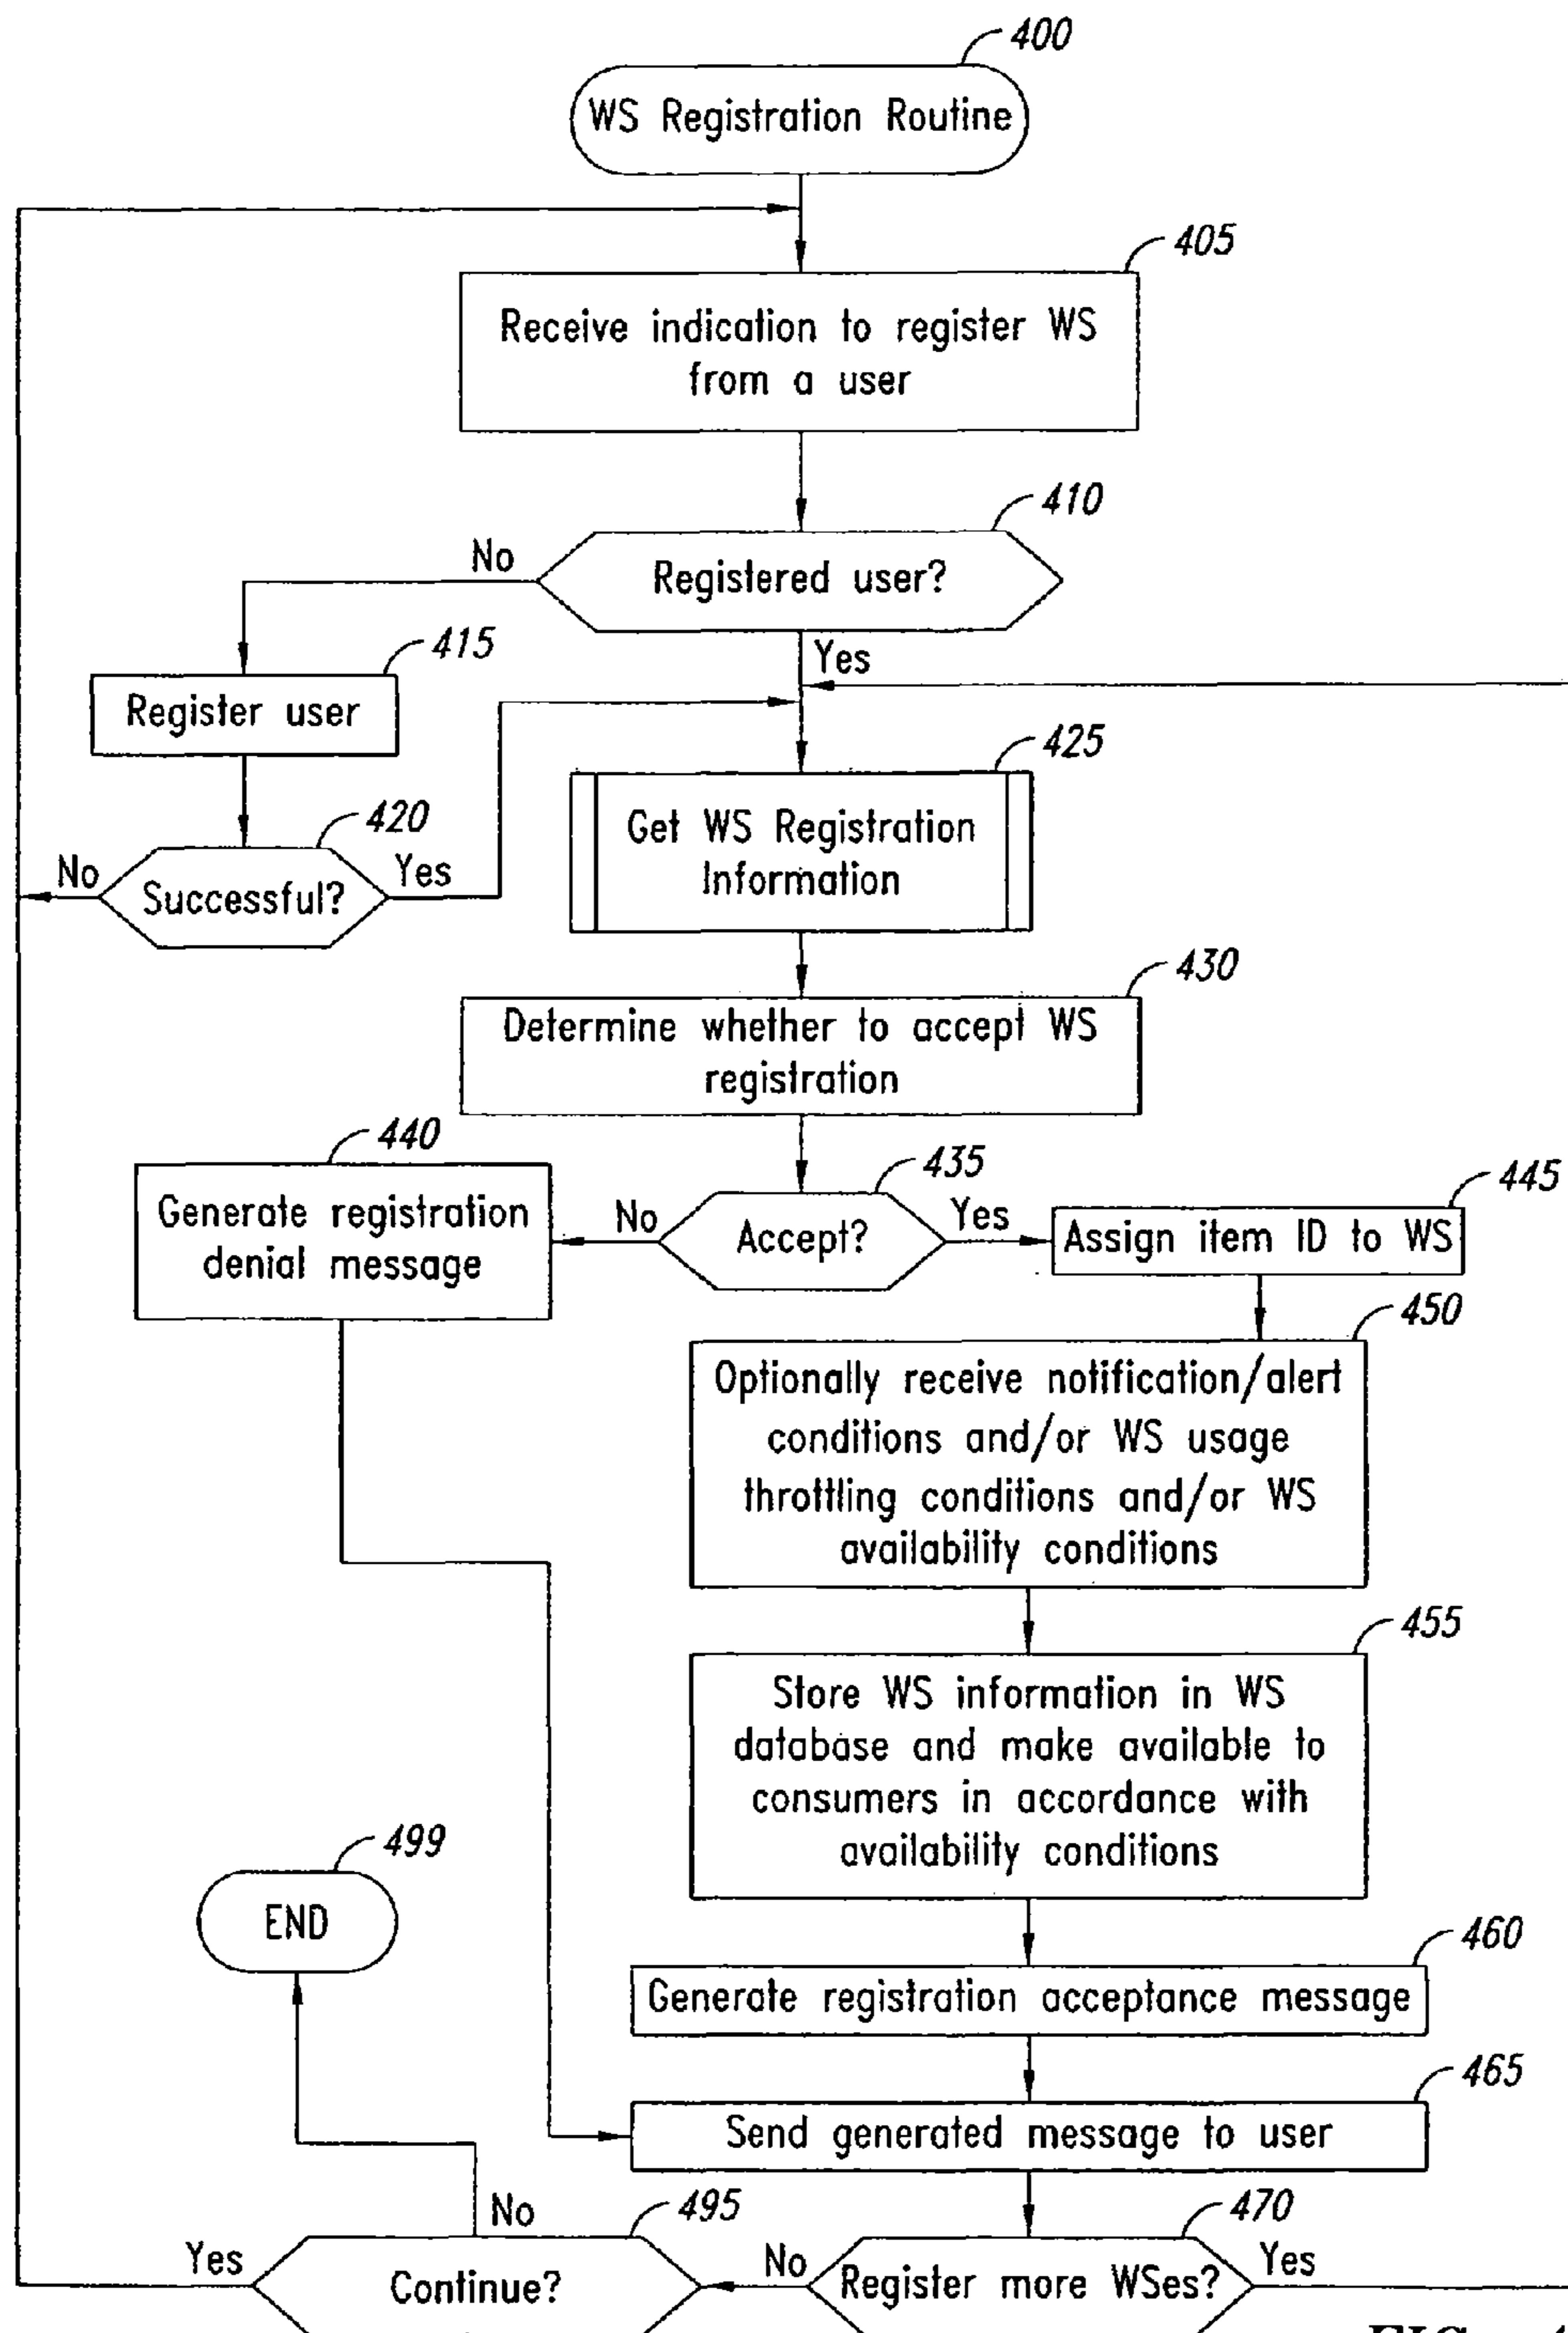 400
WS Registration Routine
405
Receive indication to register WS
from a user
410
No
Registered user?
415
Yes
Register user
425
420
Get WS Registration
Information
No
Successful?
Yes
430
Determine whether to accept WS
registration
440
435
445
Generate registration
denial message
No
Accept?
Yes
Assign item ID to WS
450
Optionally receive notification/alert
conditions and/or WS usage
throttling conditions and/or WS
availability conditions
455
Store WS information in WS
database and make available to
consumers in accordance with
availability conditions
499
END
460
Generate registration acceptance message
465
Send generated message to user
495
470
No
Yes
Continue?
No
Register more WSes?
Yes